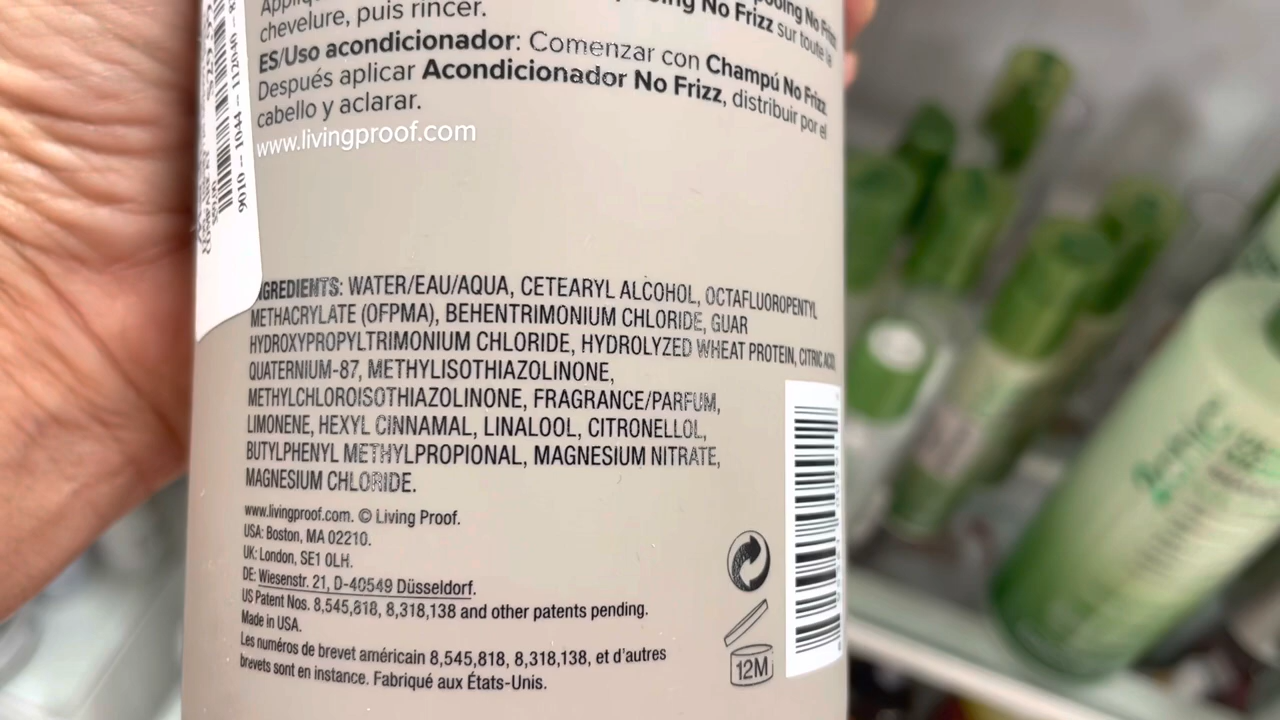 chevelure, puis rincer.
No Frizz sur toute la
ES/Uso acondicionador: Comenzar con Champú No Frizz
Después aplicar Acondicionador No Frizz, distribuir por el
cabello y aclarar.
www.livingproof.com
INGREDIENTS: WATER/EAU/AQUA, CETEARYL ALCOHOL, OCTAFLUOROPENTYL
METHACRYLATE (OFPMA), BEHENTRIMONIUM CHLORIDE, GUAR
HYDROXYPROPYLTRIMONIUM CHLORIDE, HYDROLYZED WHEAT PROTEIN, CITRIC ACID
QUATERNIUM-87, METHYLISOTHIAZOLINONE,
METHYLCHLOROISOTHIAZOLINONE, FRAGRANCE/PARFUM,
LIMONENE, HEXYL CINNAMAL, LINALOOL, CITRONELLOL,
BUTYLPHENYL METHYLPROPIONAL, MAGNESIUM NITRATE,
MAGNESIUM CHLORIDE.
www.livingproof.com. © Living Proof.
USA: Boston, MA 02210.
UK: London, SE1 0LH.
DE: Wiesenstr. 21, D-40549 Düsseldorf.
US Patent Nos. 8,545,818, 8,318,138 and other patents pending.
Made in USA.
Les numéros de brevet américain 8,545,818, 8,318,138, et d'autres
brevets sont en instance. Fabriqué aux États-Unis.
12M